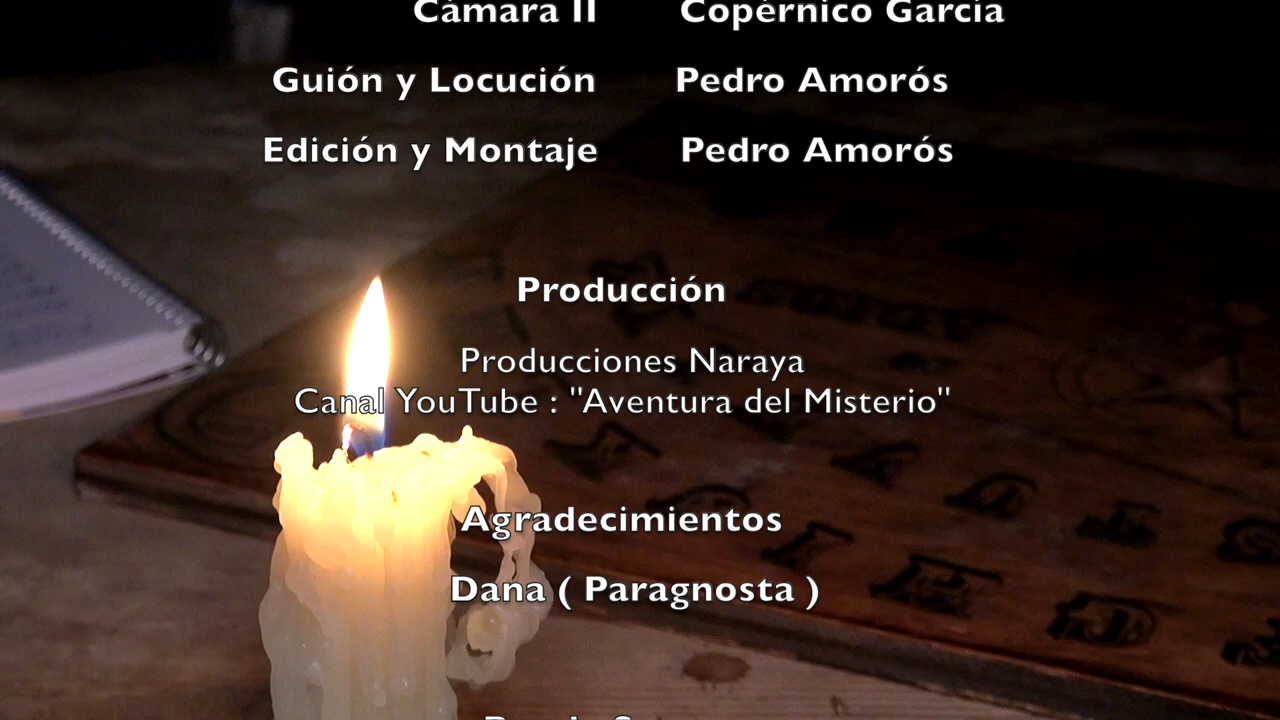 Cámara II Copérnico García
Guión y Locución Pedro Amorós
Edición y Montaje Pedro Amorós
Producción
Producciones Naraya
Canal YouTube : "Aventura del Misterio"
Agradecimientos
Dana ( Paragnosta )